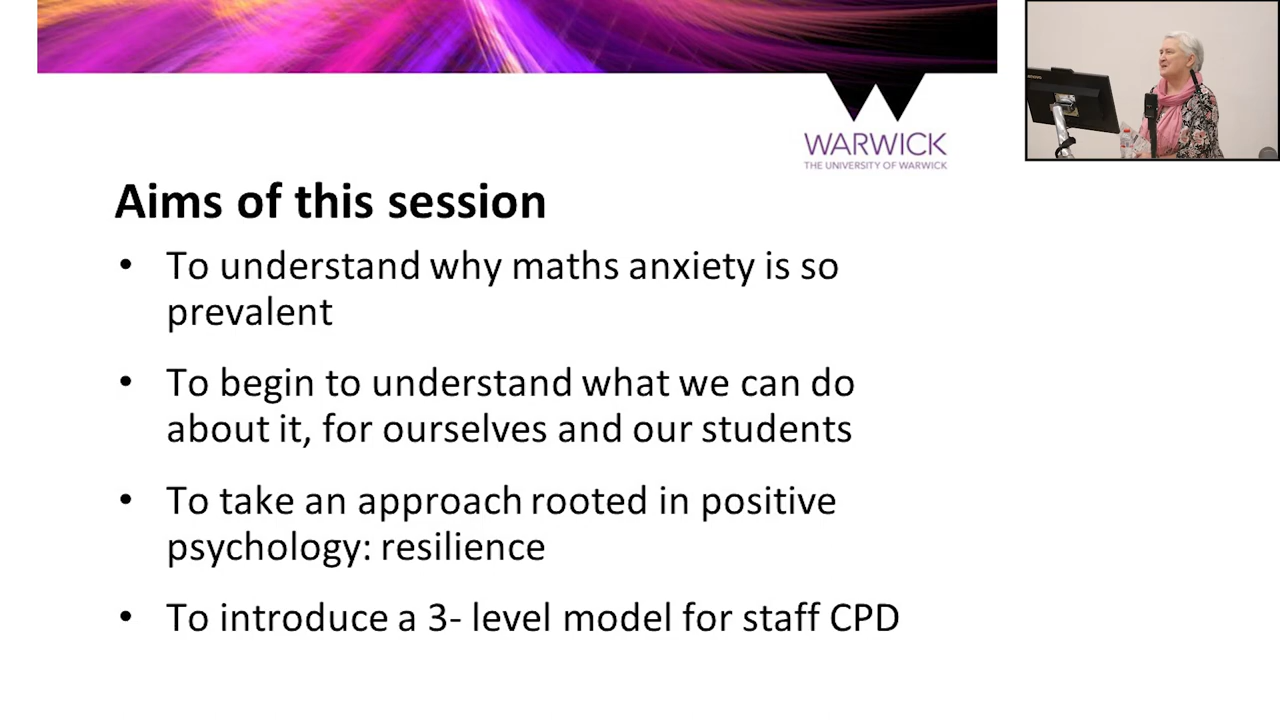 WARWICK
THE UNIVERSITY OF WARWICK
Aims of this session
• To understand why maths anxiety is so
prevalent
• To begin to understand what we can do
about it, for ourselves and our students
• To take an approach rooted in positive
psychology: resilience
• To introduce a 3- level model for staff CPD